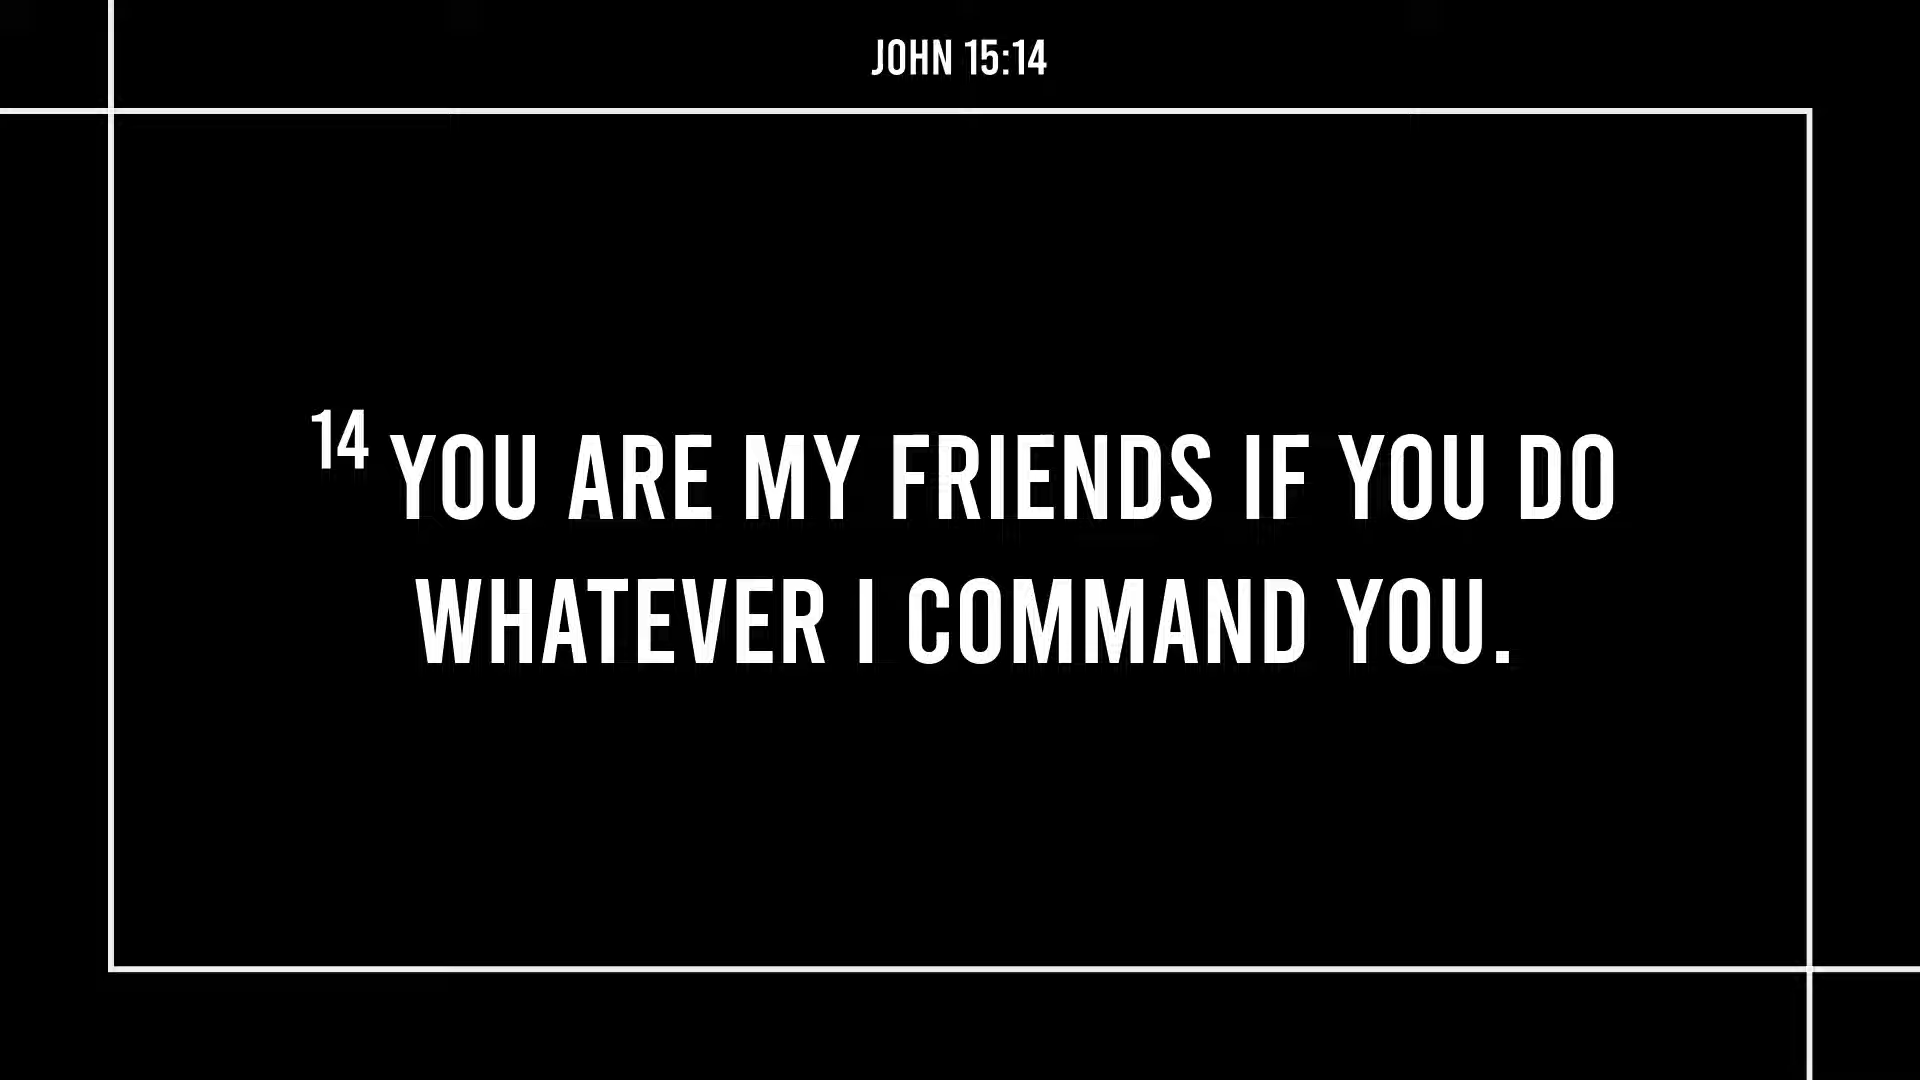 JOHN 15:14
14 YOU ARE MY FRIENDS IF YOU DO
WHATEVER I COMMAND YOU.